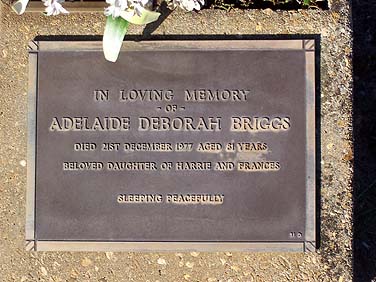 IN LOVING MEMORY
- OF -
ADELAIDE DEBORAH BRIGGS
DIED 21ST DECEMBER 1977 AGED 81 YEARS
BELOVED DAUGHTER OF HARRIE AND FRANCES
SLEEPING PEACEFULLY